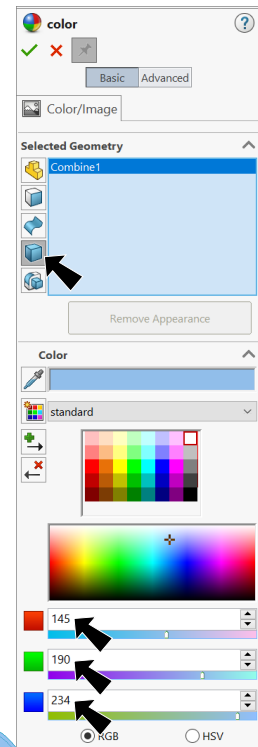 color
?
Basic Advanced
Color/Image
Selected Geometry
Combine1
Remove Appearance
Color
standard
145
190
234
RGB HSV